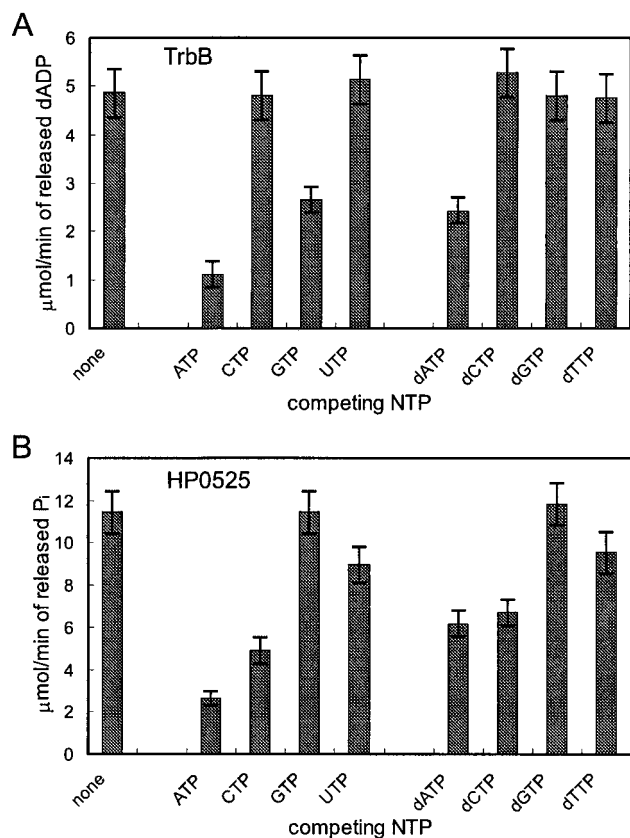 A
TrbB
µmol/min of released dADP
6
5
4
3
2
1
0
none
ATP
CTP
GTP
UTP
dATP
dCTP
dGTP
dTTP
competing NTP
B
HP0525
µmol/min of released Pi
14
12
10
8
6
4
2
0
none
ATP
CTP
GTP
UTP
dATP
dCTP
dGTP
dTTP
competing NTP